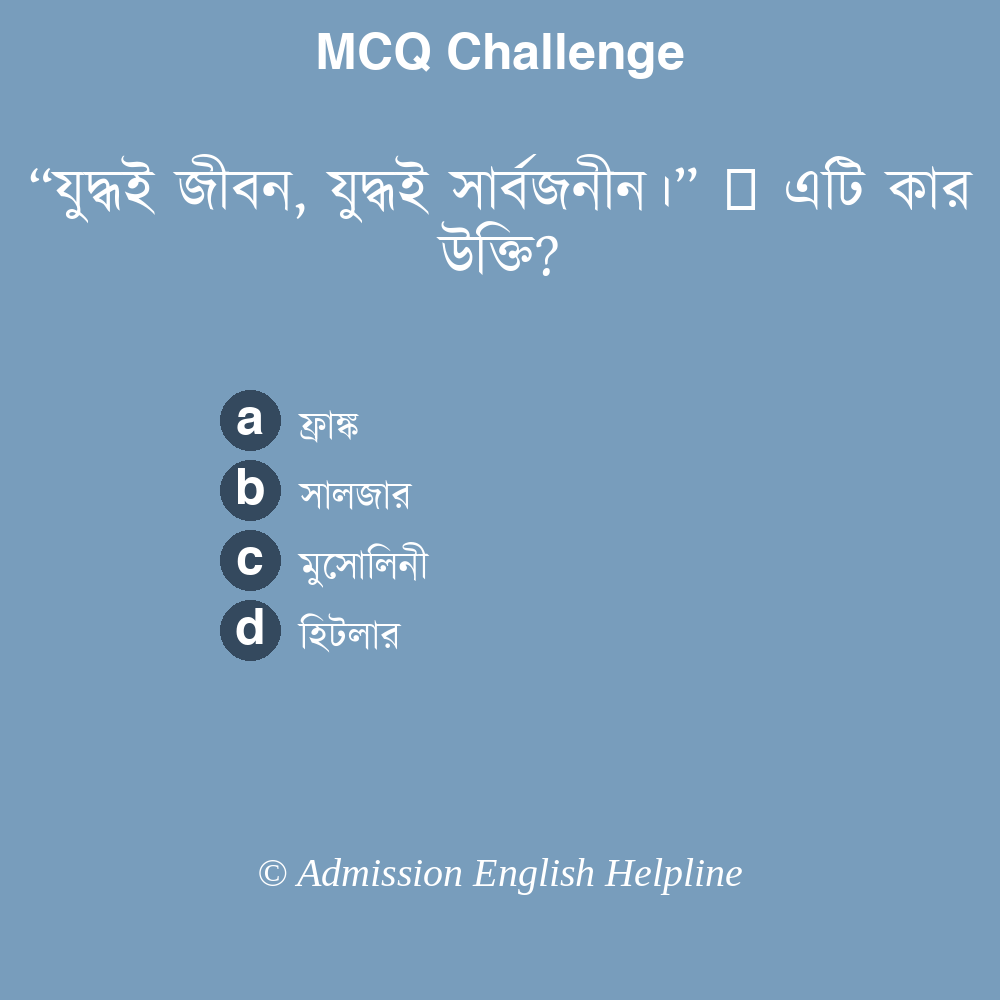 MCQ Challenge
“যুদ্ধই জীবন, যুদ্ধই সার্বজনীন।” ▯ এটি কার
উক্তি?
a ফ্রাঙ্ক
b সালজার
c মুসোলিনী
d হিটলার
© Admission English Helpline